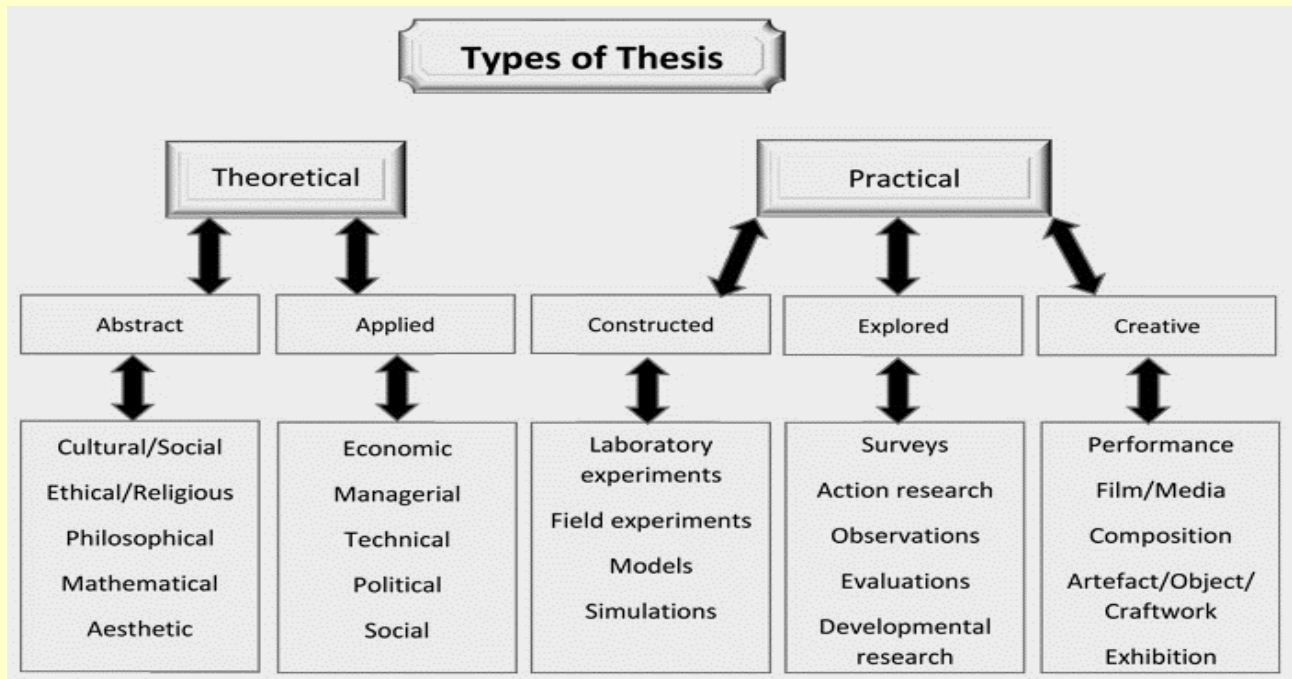 Types of Thesis
Theoretical
Practical
Abstract
Applied
Constructed
Explored
Creative
Cultural/Social
Ethical/Religious
Philosophical
Mathematical
Aesthetic
Economic
Managerial
Technical
Political
Social
Laboratory
experiments
Field experiments
Models
Simulations
Surveys
Action research
Observations
Evaluations
Developmental
research
Performance
Film/Media
Composition
Artefact/Object/
Craftwork
Exhibition